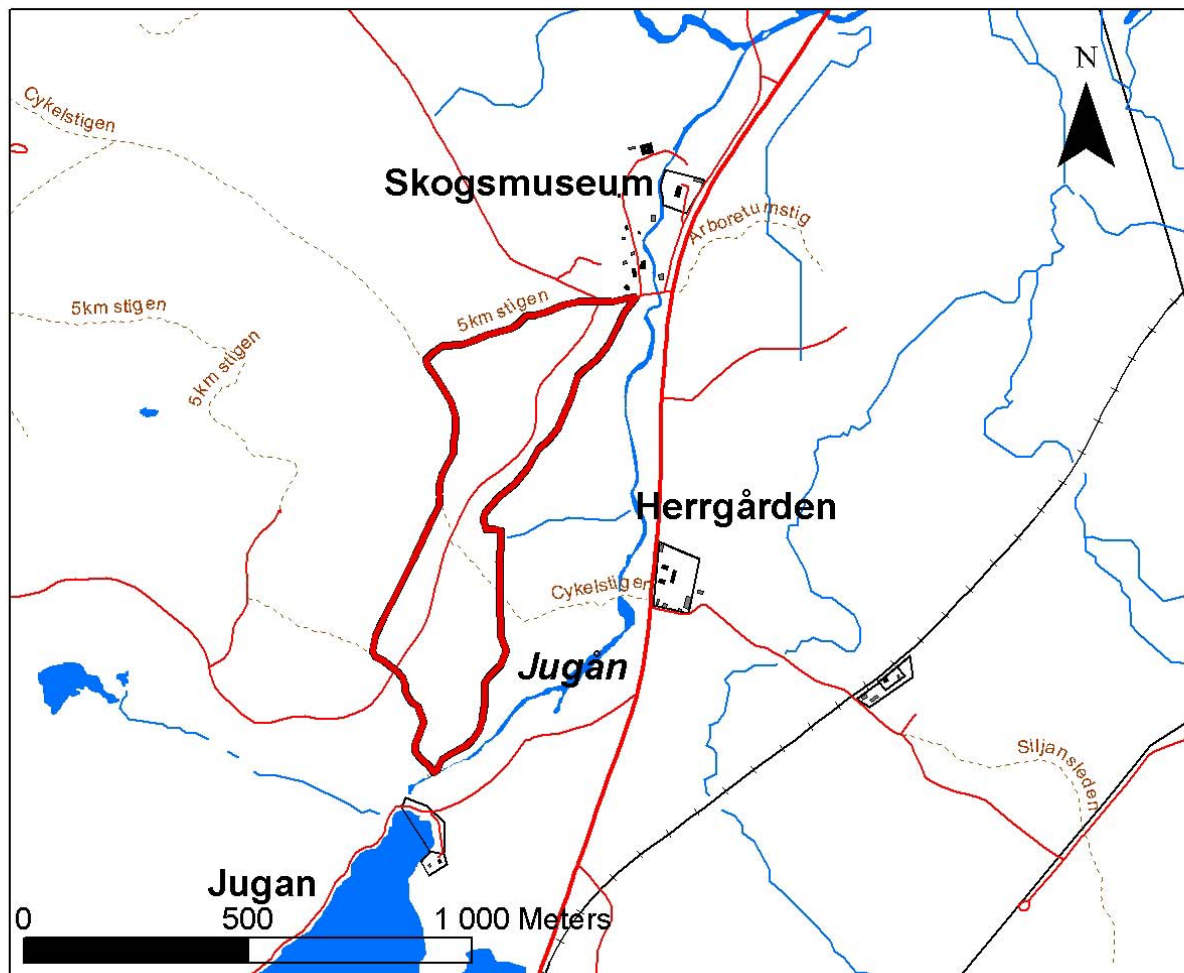 N
Cykelstigen
Skogsmuseum
Arboretumstig
5km stigen
5km stigen
5km stigen
Herrgården
Cykelstigen
Jugån
Siljansleden
Jugan
0 500 1 000 Meters